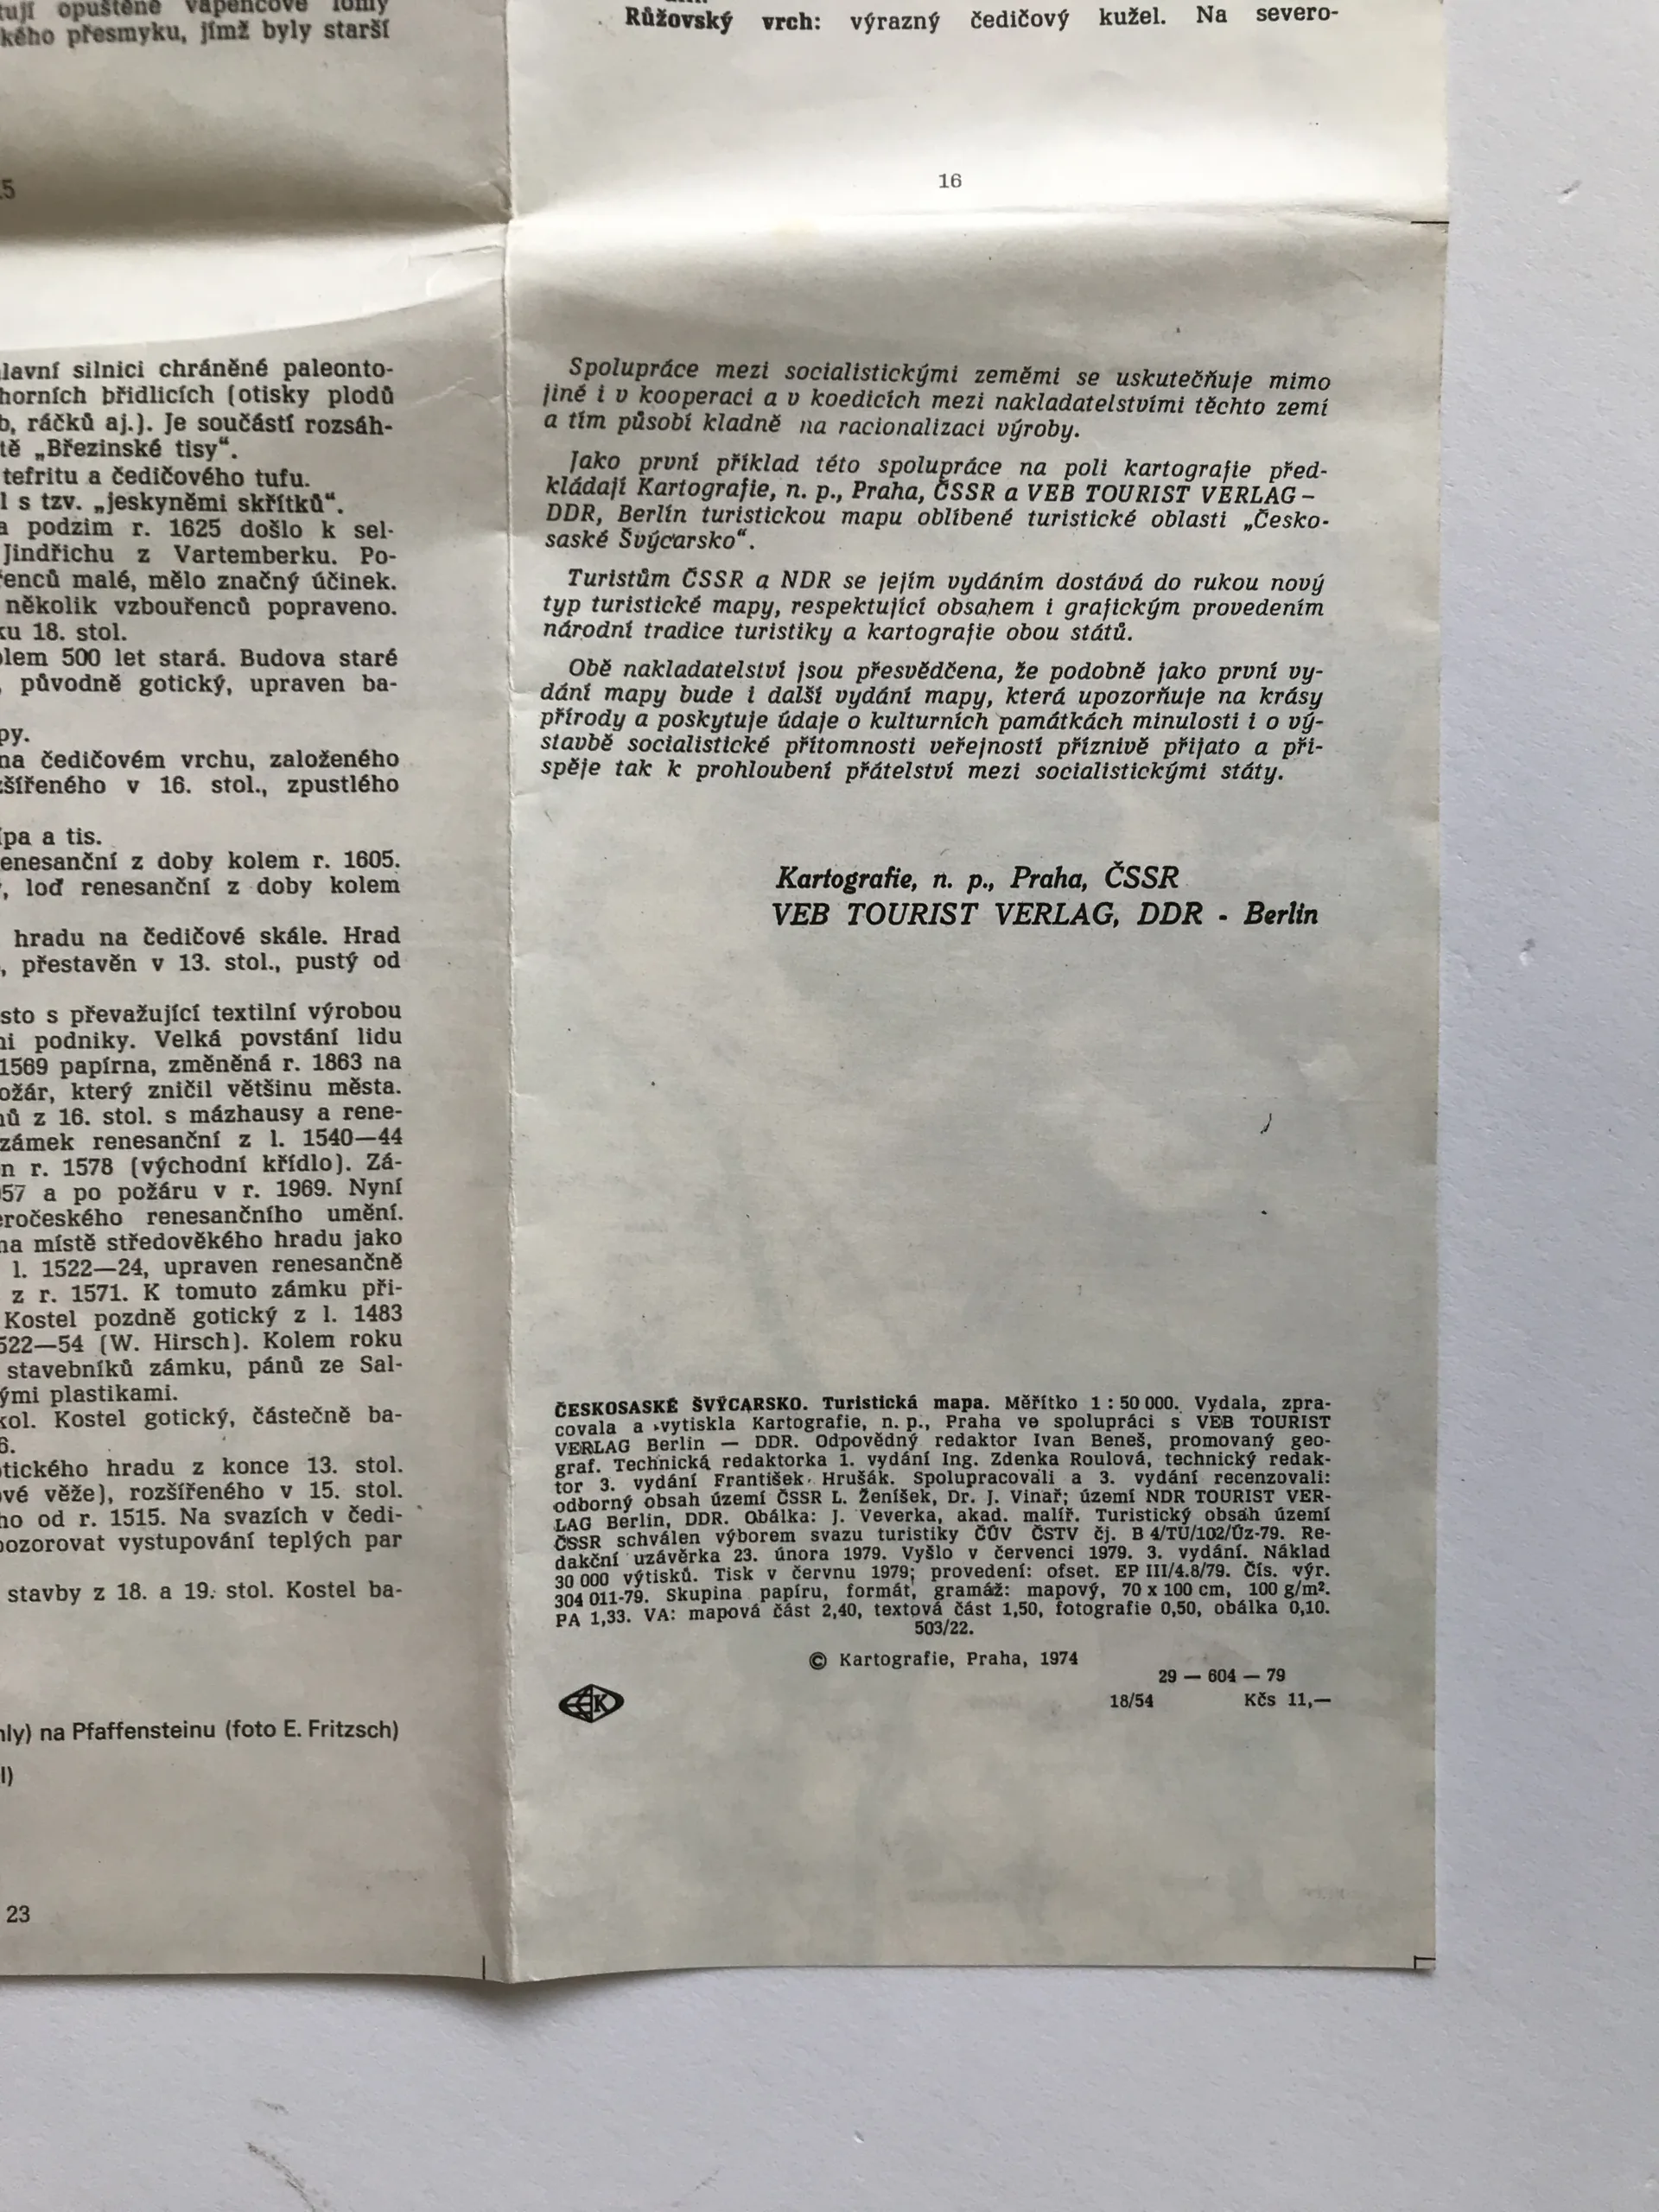 tují opuštěné vápencové lomy
kého přesmyku, jímž byly starší
Růžovský vrch: výrazný čedičový kužel. Na severo-
16
lavní silnici chráněné paleonto-
horních břidlicích (otisky plodů
b, ráčků aj.). Je součástí rozsáh-
tě „Březinské tisy“.
tefritu a čedičového tufu.
l s tzv. „jeskyněmi skřítků“.
a podzim r. 1625 došlo k sel-
Jindřichu z Vartemberku. Po-
enců malé, mělo značný účinek.
několik vzbouřenců popraveno.
ku 18. stol.
olem 500 let stará. Budova staré
, původně gotický, upraven ba-
py.
na čedičovém vrchu, založeného
šířeného v 16. stol., zpustlého
ípa a tis.
enesanční z doby kolem r. 1605.
, loď renesanční z doby kolem
hradu na čedičové skále. Hrad
, přestavěn v 13. stol., pustý od
sto s převažující textilní výrobou
mi podniky. Velká povstání lidu
1569 papírna, změněná r. 1863 na
ožár, který zničil většinu města.
nů z 16. stol. s mázhausy a rene-
zámek renesanční z l. 1540—44
n r. 1578 (východní křídlo). Zá-
957 a po požáru v r. 1969. Nyní
eročeského renesančního umění.
na místě středověkého hradu jako
l. 1522—24, upraven renesančně
z r. 1571. K tomuto zámku při-
Kostel pozdně gotický z l. 1483
522—54 (W. Hirsch). Kolem roku
stavebníků zámku, pánů ze Sal-
ými plastikami.
kol. Kostel gotický, částečně ba-
6.
otického hradu z konce 13. stol.
ové věže), rozšířeného v 15. stol.
ho od r. 1515. Na svazích v čedi-
pozorovat vystupování teplých par
stavby z 18. a 19. stol. Kostel ba-
hly) na Pfaffensteinu (foto E. Fritzsch)
l)
23
Spolupráce mezi socialistickými zeměmi se uskutečňuje mimo
jiné i v kooperaci a v koedicích mezi nakladatelstvími těchto zemí
a tím působí kladně na racionalizaci výroby.
Jako první příklad této spolupráce na poli kartografie před-
kládají Kartografie, n. p., Praha, ČSSR a VEB TOURIST VERLAG –
DDR, Berlín turistickou mapu oblíbené turistické oblasti „Česko-
saské Švýcarsko“.
Turistům ČSSR a NDR se jejím vydáním dostává do rukou nový
typ turistické mapy, respektující obsahem i grafickým provedením
národní tradice turistiky a kartografie obou států.
Obě nakladatelství jsou přesvědčena, že podobně jako první vy-
dání mapy bude i další vydání mapy, která upozorňuje na krásy
přírody a poskytuje údaje o kulturních památkách minulosti i o vý-
stavbě socialistické přítomnosti veřejností příznivě přijato a při-
spěje tak k prohloubení přátelství mezi socialistickými státy.
Kartografie, n. p., Praha, ČSSR
VEB TOURIST VERLAG, DDR - Berlin
ČESKOSASKÉ ŠVÝCARSKO. Turistická mapa. Měřítko 1 : 50 000. Vydala, zpra-
covala a vytiskla Kartografie, n. p., Praha ve spolupráci s VEB TOURIST
VERLAG Berlin — DDR. Odpovědný redaktor Ivan Beneš, promovaný geo-
graf. Technická redaktorka 1. vydání Ing. Zdenka Roulová, technický redak-
tor 3. vydání František Hrušák. Spolupracovali a 3. vydání recenzovali:
odborný obsah území ČSSR L. Ženíšek, Dr. J. Vinař; území NDR TOURIST VER-
LAG Berlin, DDR. Obálka: J. Veverka, akad. malíř. Turistický obsah území
ČSSR schválen výborem svazu turistiky ČÚV ČSTV čj. B 4/TU/102/Úz-79. Re-
dakční uzávěrka 23. února 1979. Vyšlo v červenci 1979. 3. vydání. Náklad
30 000 výtisků. Tisk v červnu 1979; provedení: ofset. EP III/4.8/79. Čís. výr.
304 011-79. Skupina papíru, formát, gramáž: mapový, 70 x 100 cm, 100 g/m².
PA 1,33. VA: mapová část 2,40, textová část 1,50, fotografie 0,50, obálka 0,10.
503/22.
© Kartografie, Praha, 1974
29 — 604 — 79
18/54 Kčs 11,—
K